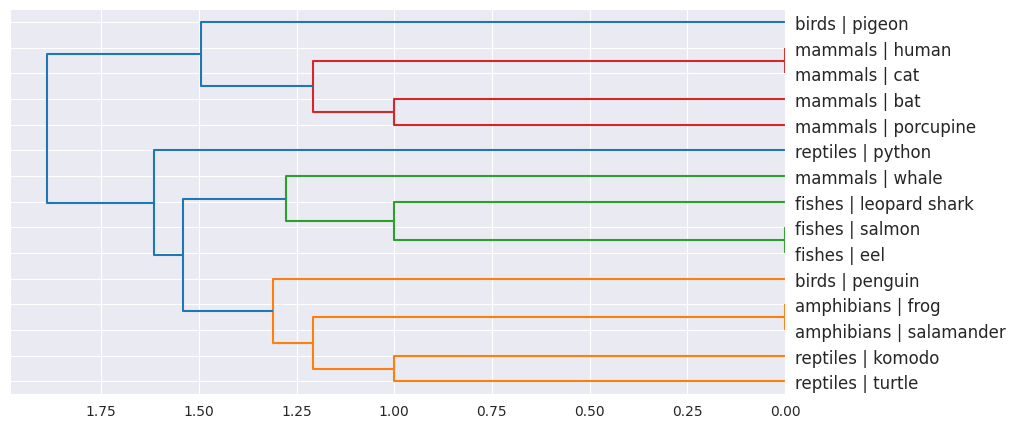 birds | pigeon
mammals | human
mammals | cat
mammals | bat
mammals | porcupine
reptiles | python
mammals | whale
fishes | leopard shark
fishes | salmon
fishes | eel
birds | penguin
amphibians | frog
amphibians | salamander
reptiles | komodo
reptiles | turtle
1.75 1.50 1.25 1.00 0.75 0.50 0.25 0.00